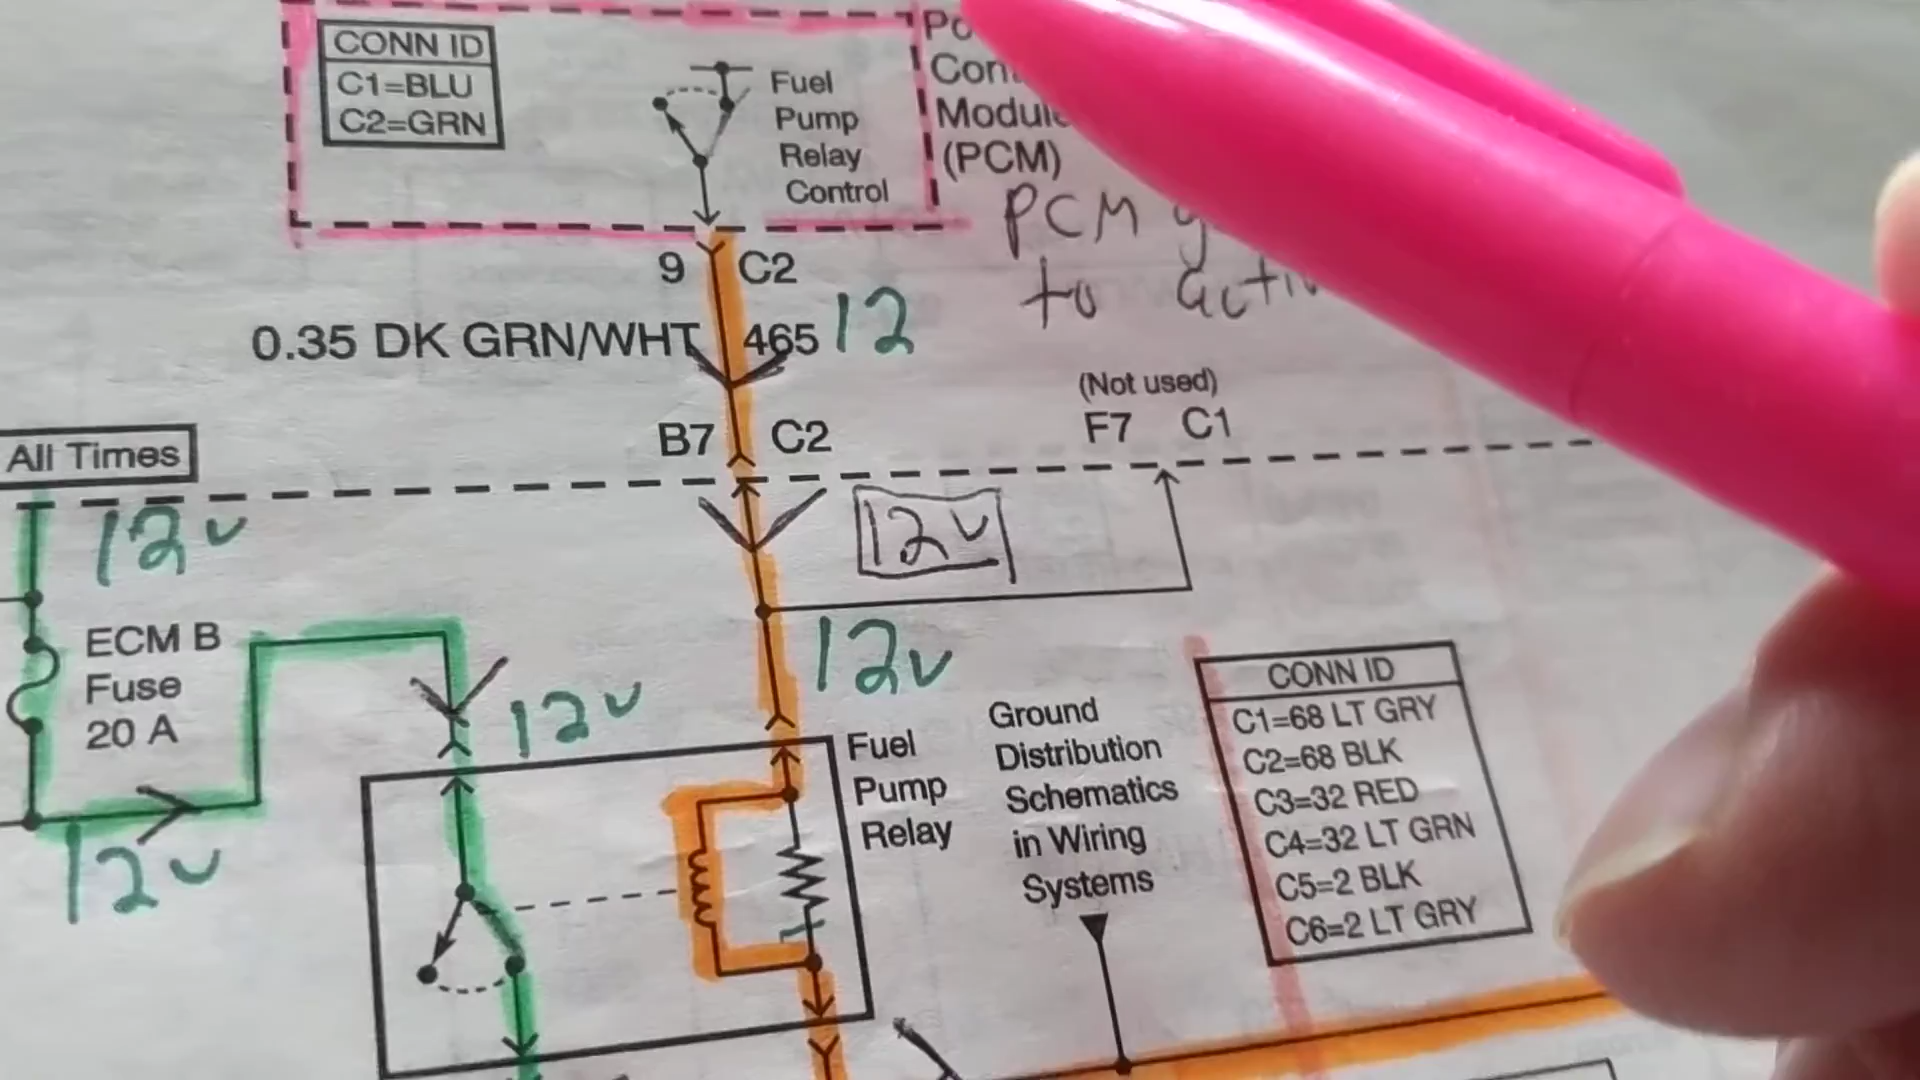 CONN ID
C1=BLU
C2=GRN
Fuel
Pump
Relay
Control
Modul
(PCM)
PCM
to
9 C2
0.35 DK GRN/WHT 465 12
(Not used)
B7 C2
F7 C1
All Times
12v
12v
ECM B
Fuse
20 A
12v
12v
12v
Fuel
Pump
Relay
Ground
Distribution
Schematics
in Wiring
Systems
CONN ID
C1=68 LT GRY
C2=68 BLK
C3=32 RED
C4=32 LT GRN
C5=2 BLK
C6=2 LT GRY